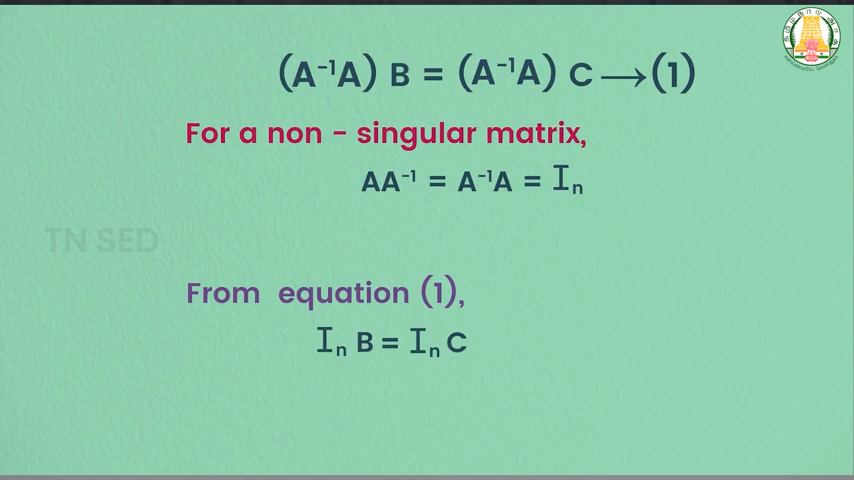 (A⁻¹A) B = (A⁻¹A) C ⟶ (1)
For a non - singular matrix,
AA⁻¹ = A⁻¹A = Iₙ
TN SED
From equation (1),
Iₙ B = Iₙ C